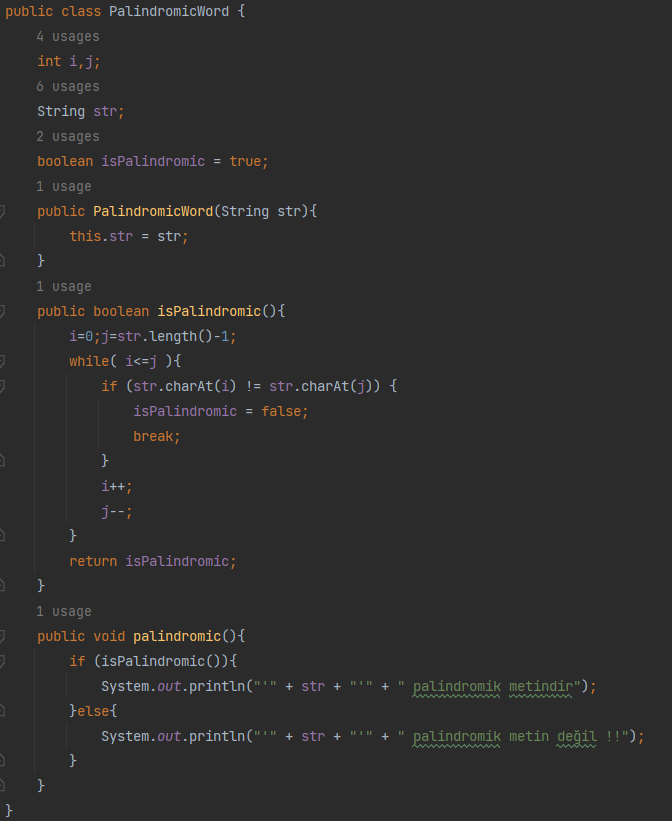 public class PalindromicWord {
    4 usages
    int i,j;
    6 usages
    String str;
    2 usages
    boolean isPalindromic = true;
    1 usage
    public PalindromicWord(String str){
        this.str = str;
    }
    1 usage
    public boolean isPalindromic(){
        i=0;j=str.length()-1;
        while( i<=j ){
            if (str.charAt(i) != str.charAt(j)) {
                isPalindromic = false;
                break;
            }
            i++;
            j--;
        }
        return isPalindromic;
    }
    1 usage
    public void palindromic(){
        if (isPalindromic()){
            System.out.println("'" + str + "'" + " palindromik metindir");
        }else{
            System.out.println("'" + str + "'" + " palindromik metin değil !!");
        }
    }
}